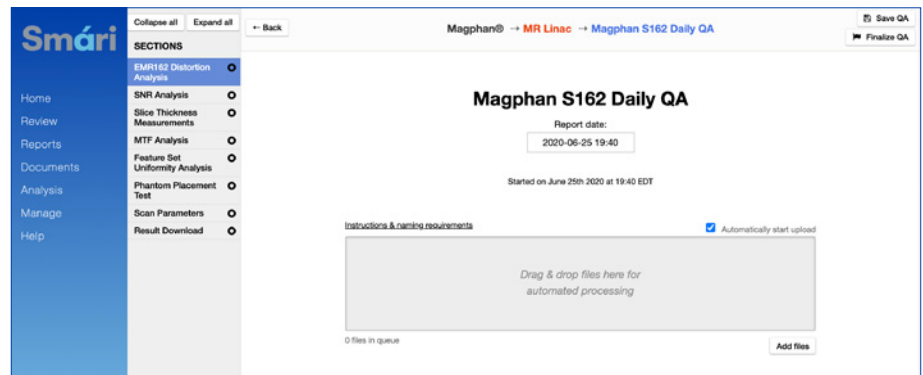 Smári
Home
Review
Reports
Documents
Analysis
Manage
Help
Collapse all
Expand all
SECTIONS
EMR162 Distortion
Analysis
SNR Analysis
Slice Thickness
Measurements
MTF Analysis
Feature Set
Uniformity Analysis
Phantom Placement
Test
Scan Parameters
Result Download
← Back
Magphan® → MR Linac → Magphan S162 Daily QA
Save QA
Finalize QA
Magphan S162 Daily QA
Report date:
2020-06-25 19:40
Started on June 25th 2020 at 19:40 EDT
Instructions & naming requirements
Automatically start upload
Drag & drop files here for
automated processing
0 files in queue
Add files